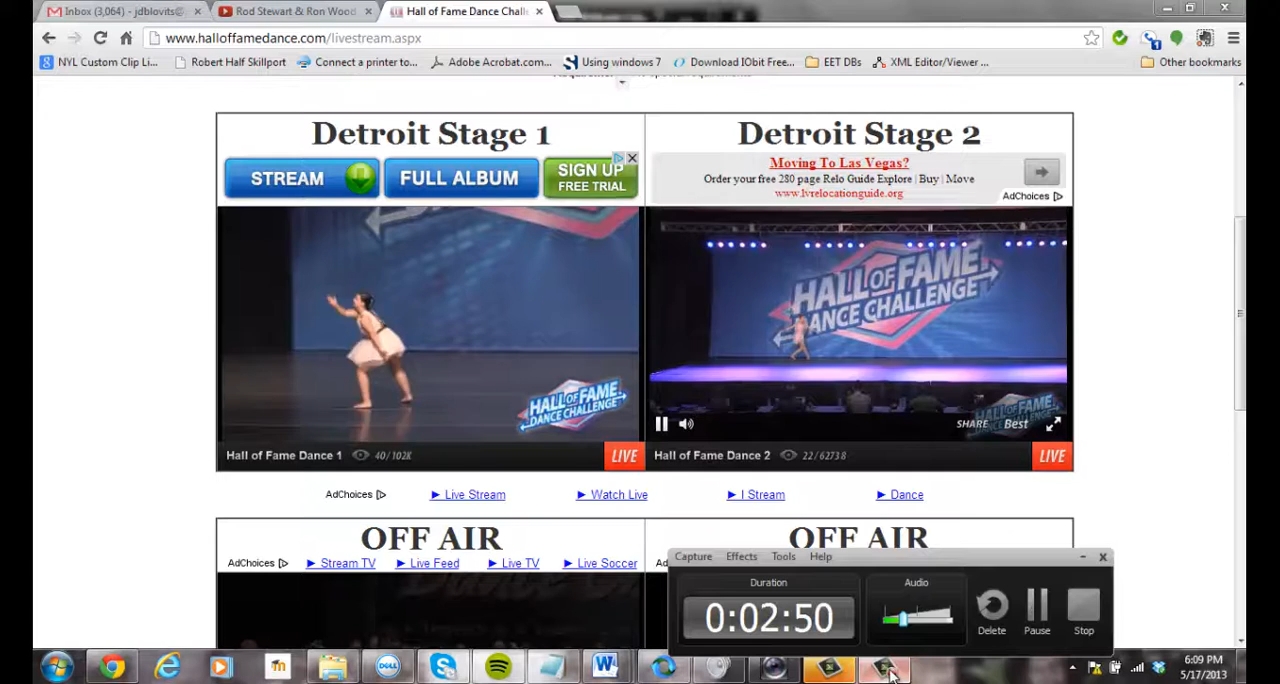 Inbox (3,064) - jdblovits@
Rod Stewart & Ron Wood
Hall of Fame Dance Chall
www.halloffamedance.com/livestream.aspx
NYL Custom Clip Li...
Robert Half Skillport
Connect a printer to...
Adobe Acrobat.com...
Using windows 7
Download IObit Free...
EET DBs
XML Editor/Viewer ...
Other bookmarks
Detroit Stage 1
Detroit Stage 2
STREAM
FULL ALBUM
SIGN UP
FREE TRIAL
Moving To Las Vegas?
Order your free 280 page Relo Guide Explore | Buy | Move
www.lvrelocationguide.org
AdChoices
HALL OF FAME
DANCE CHALLENGE
HALL OF FAME
DANCE CHALLENGE
HALL OF FAME
DANCE CHALLENGE
SHARE
Best
Hall of Fame Dance 1
40/102K
LIVE
Hall of Fame Dance 2
22/62738
LIVE
AdChoices
Live Stream
Watch Live
I Stream
Dance
OFF AIR
OFF AIR
AdChoices
Stream TV
Live Feed
Live TV
Live Soccer
Capture
Effects
Tools
Help
Duration
0:02:50
Audio
Delete
Pause
Stop
6:09 PM
5/17/2013